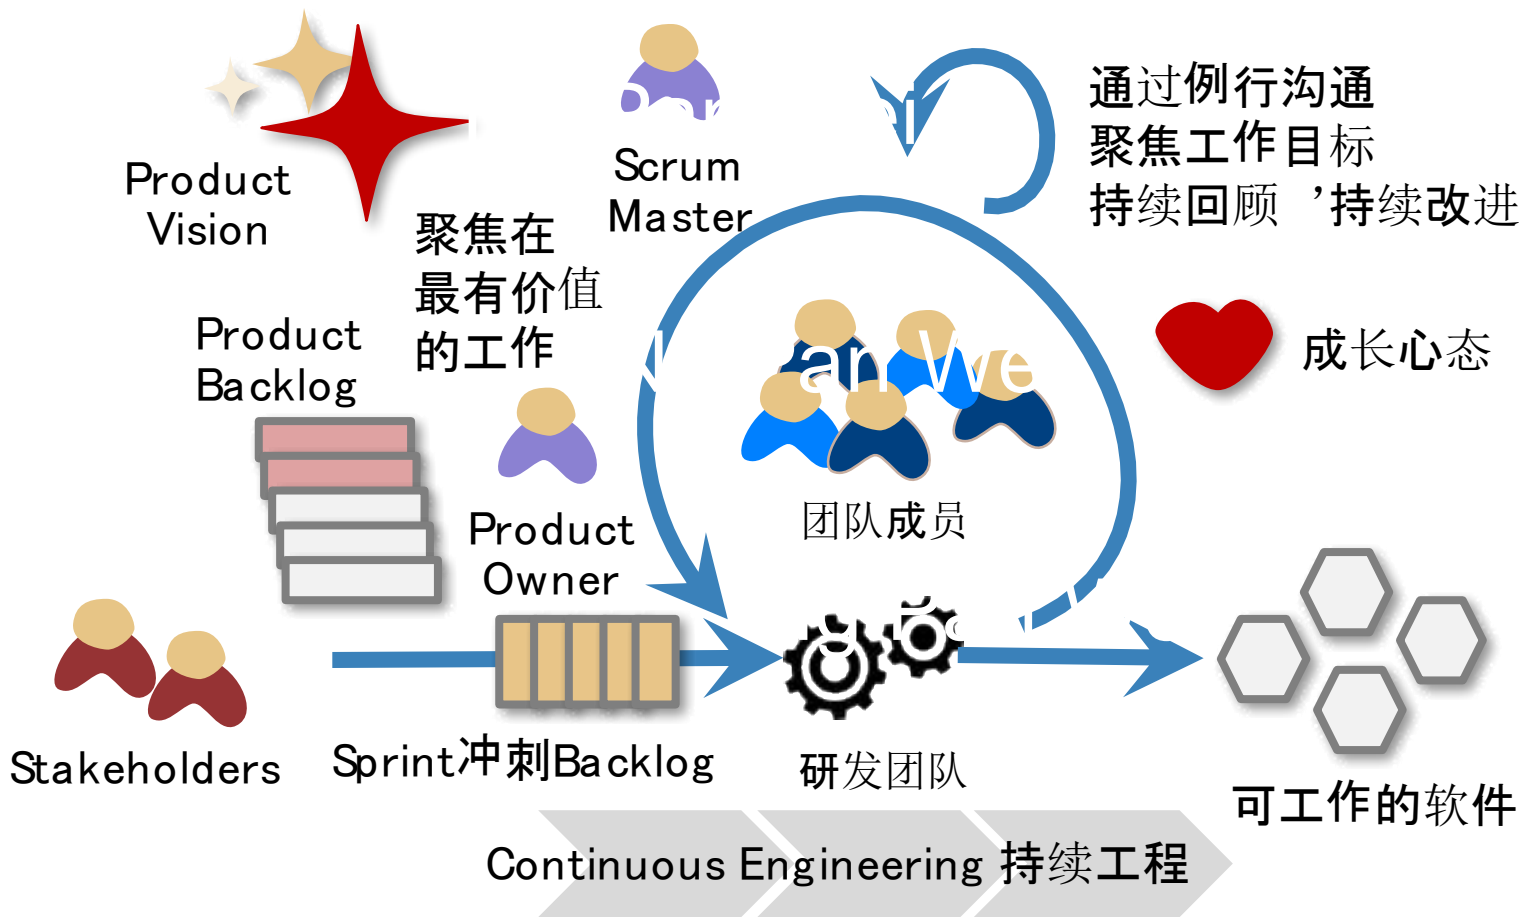 Product
Vision
Scrum
Master
通过例行沟通
聚焦工作目标
持续回顾，持续改进
聚焦在
最有价值
的工作
Product
Backlog
成长心态
Product
Owner
团队成员
Stakeholders
Sprint冲刺Backlog
研发团队
可工作的软件
Continuous Engineering 持续工程